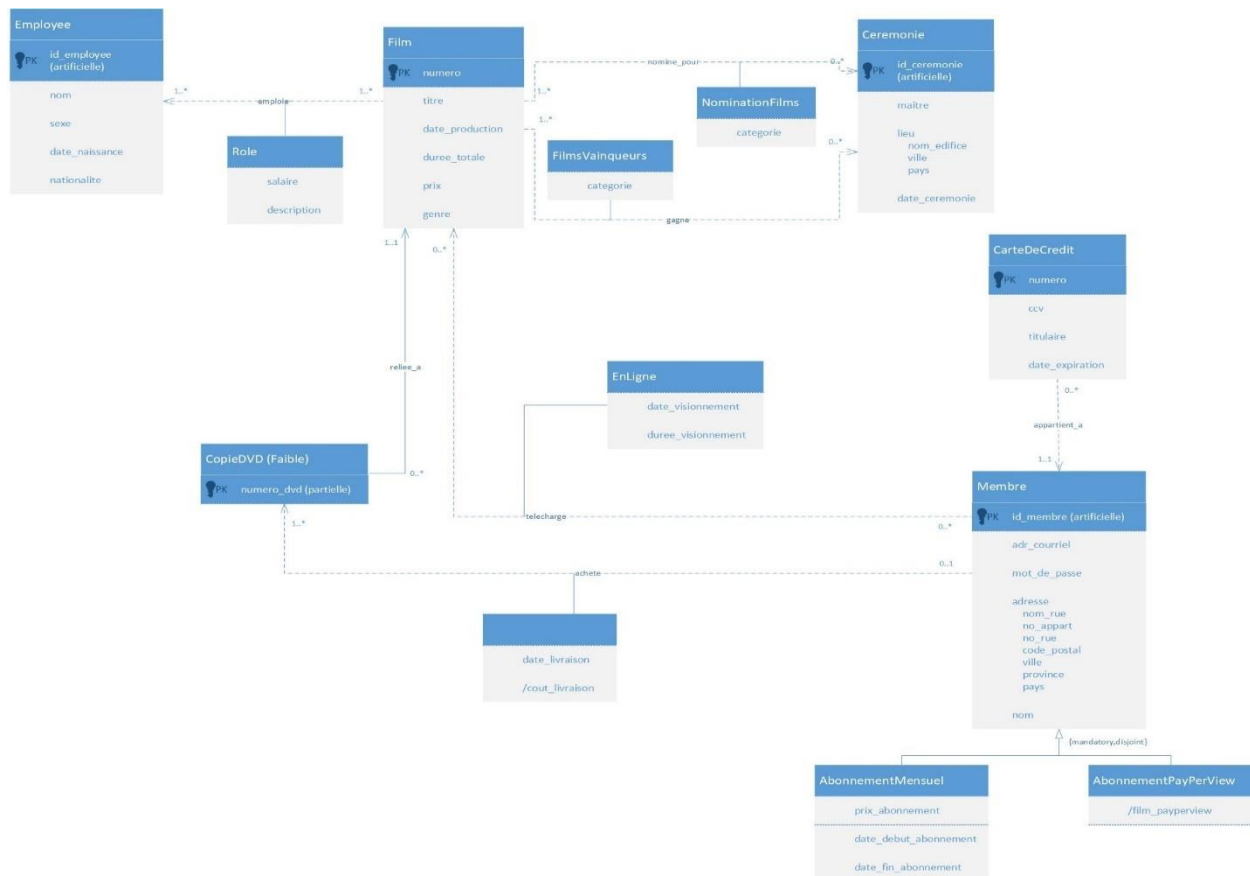 Employee
PK id_employee
(artificielle)
nom
sexe
date_naissance
nationalite
1..*
emploie
1..*
Role
salaire
description
Film
PK numero
titre
date_production
duree_totale
prix
genre
1..*
nomine_pour
0..*
NominationFilms
categorie
1..*
FilmsVainqueurs
categorie
gagne
0..*
Ceremonie
PK id_ceremonie
(artificielle)
maitre
lieu
nom_edifice
ville
pays
date_ceremonie
1..1
0..*
reliee_a
CarteDeCredit
PK numero
ccv
titulaire
date_expiration
0..*
appartient_a
1..1
EnLigne
date_visionnement
duree_visionnement
CopieDVD (Faible)
PK numero_dvd (partielle)
0..*
1..*
telecharge
0..*
achete
0..1
Membre
PK id_membre (artificielle)
adr_courriel
mot_de_passe
adresse
nom_rue
no_appart
no_rue
code_postal
ville
province
pays
nom
date_livraison
/cout_livraison
{mandatory,disjoint}
AbonnementMensuel
prix_abonnement
date_debut_abonnement
date_fin_abonnement
AbonnementPayPerView
/film_payperview